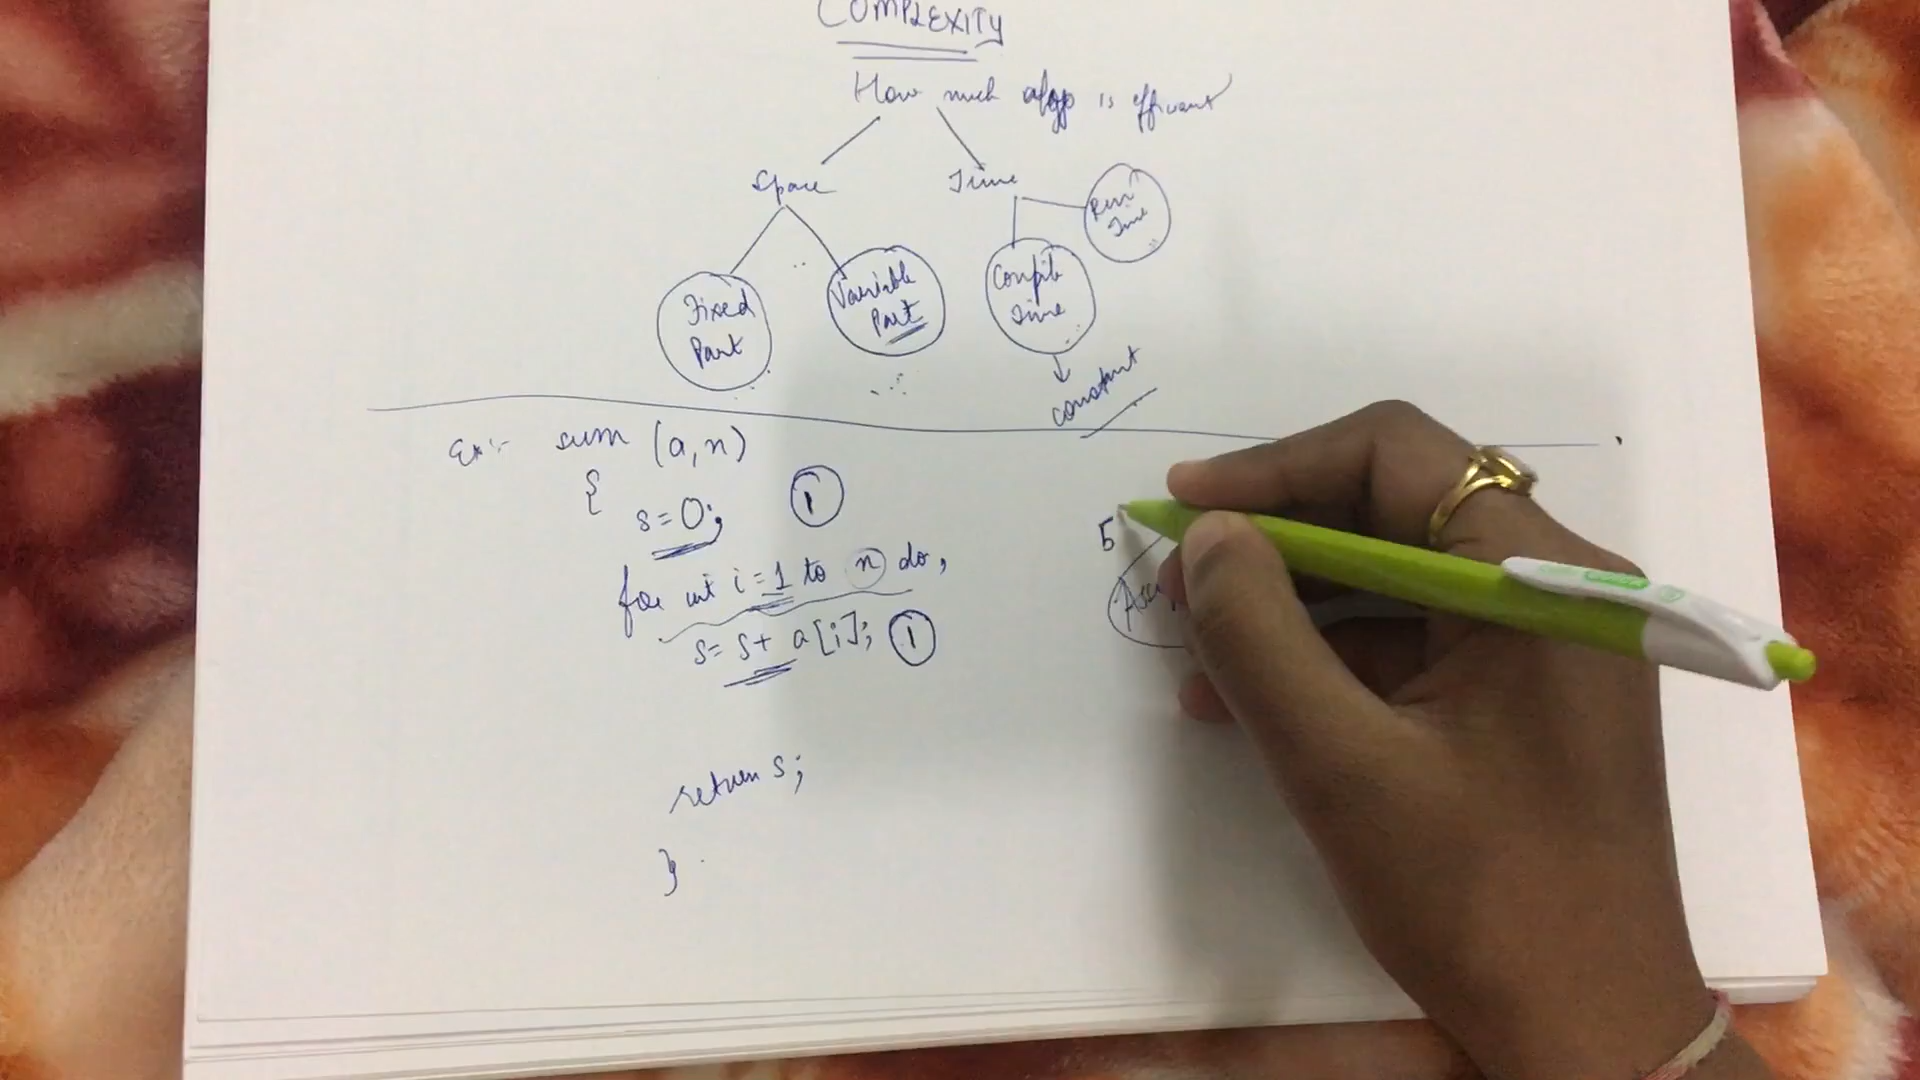 COMPLEXITY
How much algo is efficient
Space Time
Run Time
Fixed Part
Variable Part
Compile Time
constant
Ex:- sum (a, n)
{
s = 0; 1
for int i = 1 to n do,
s = s + a[i]; 1
5
return s;
}